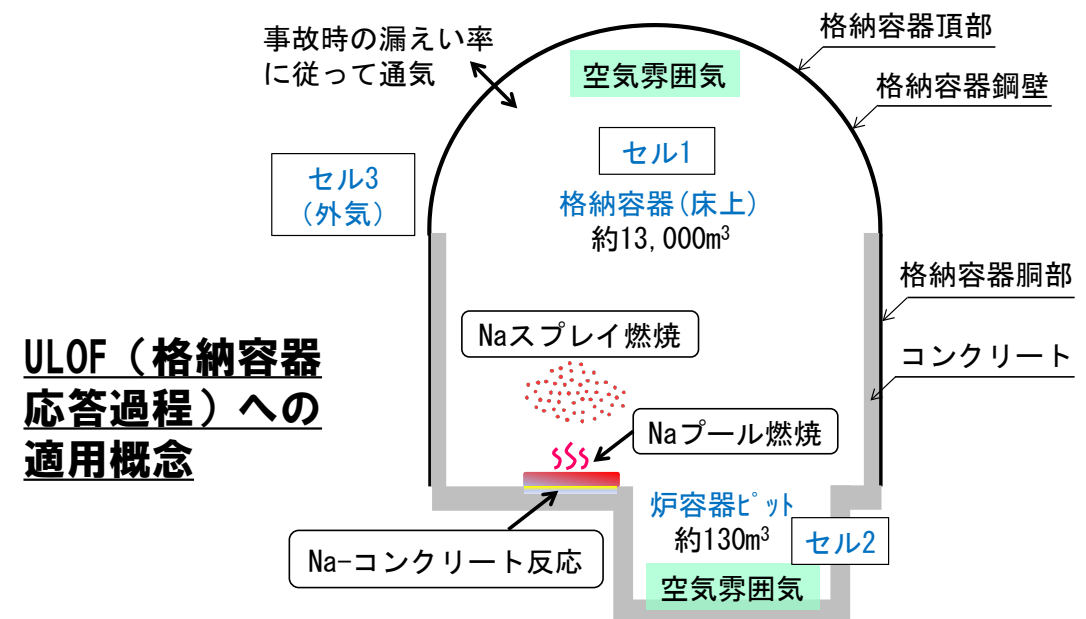 事故時の漏えい率
に従って通気
空気雰囲気
格納容器頂部
格納容器鋼壁
セル1
セル3
(外気)
格納容器(床上)
約13,000m³
格納容器胴部
Naスプレイ燃焼
コンクリート
ULOF(格納容器
応答過程)への
適用概念
Naプール燃焼
炉容器ピット
約130m³
セル2
Na-コンクリート反応
空気雰囲気